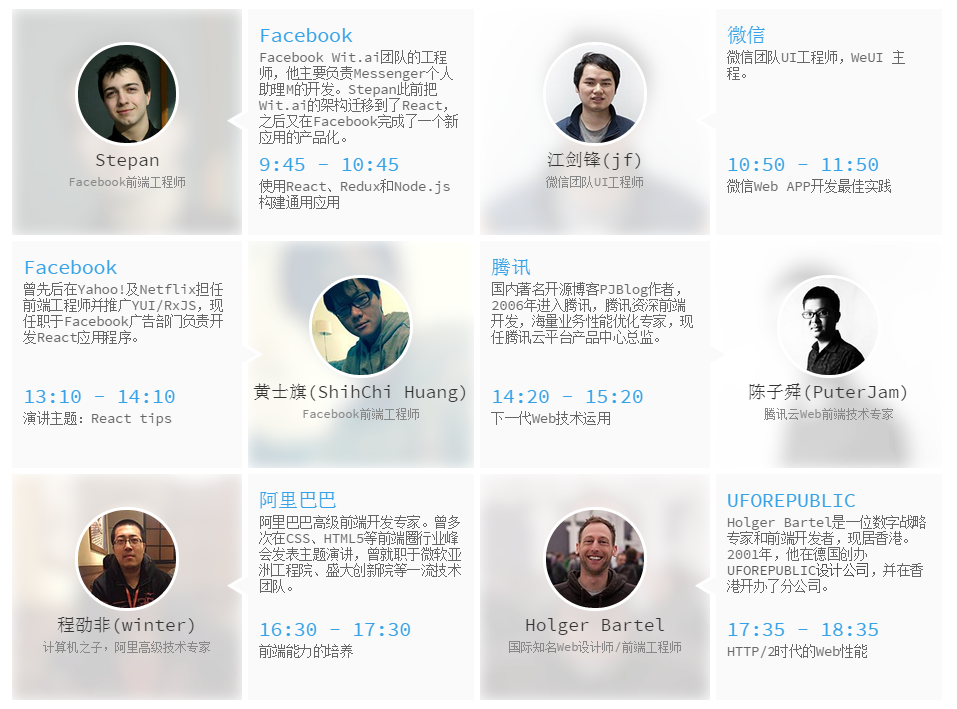 Stepan
Facebook前端工程师
Facebook
Facebook Wit.ai团队的工程
师，他主要负责Messenger个人
助理M的开发。Stepan此前把
Wit.ai的架构迁移到了React，
之后又在Facebook完成了一个新
应用的产品化。
9:45 - 10:45
使用React、Redux和Node.js
构建通用应用
江剑锋(jf)
微信团队UI工程师
微信
微信团队UI工程师，WeUI 主
程。
10:50 - 11:50
微信Web APP开发最佳实践
Facebook
曾先后在Yahoo!及Netflix担任
前端工程师并推广YUI/RxJS，现
任职于Facebook广告部门负责开
发React应用程序。
13:10 - 14:10
演讲主题：React tips
黄士旗(ShihChi Huang)
Facebook前端工程师
腾讯
国内著名开源博客PJBlog作者，
2006年进入腾讯，腾讯资深前端
开发，海量业务性能优化专家，现
任腾讯云平台产品中心总监。
14:20 - 15:20
下一代Web技术运用
陈子舜(PuterJam)
腾讯云Web前端技术专家
程劭非(winter)
计算机之子，阿里高级技术专家
阿里巴巴
阿里巴巴高级前端开发专家。曾多
次在CSS、HTML5等前端圈行业峰
会发表主题演讲，曾就职于微软亚
洲工程院、盛大创新院等一流技术
团队。
16:30 - 17:30
前端能力的培养
Holger Bartel
国际知名Web设计师/前端工程师
UFOREPUBLIC
Holger Bartel是一位数字战略
专家和前端开发者，现居香港。
2001年，他在德国创办
UFOREPUBLIC设计公司，并在香
港开办了分公司。
17:35 - 18:35
HTTP/2时代的Web性能